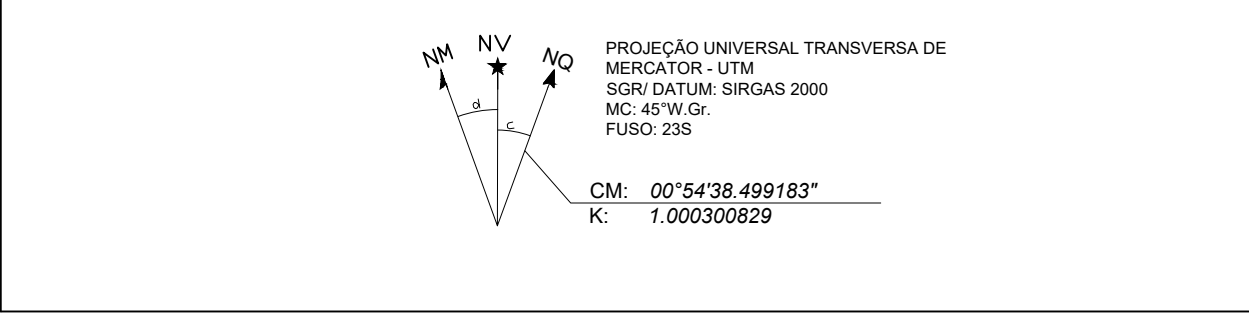 NM NV NQ
d
c
PROJEÇÃO UNIVERSAL TRANSVERSA DE
MERCATOR - UTM
SGR/ DATUM: SIRGAS 2000
MC: 45°W.Gr.
FUSO: 23S
CM: 00°54'38.499183"
K: 1.000300829